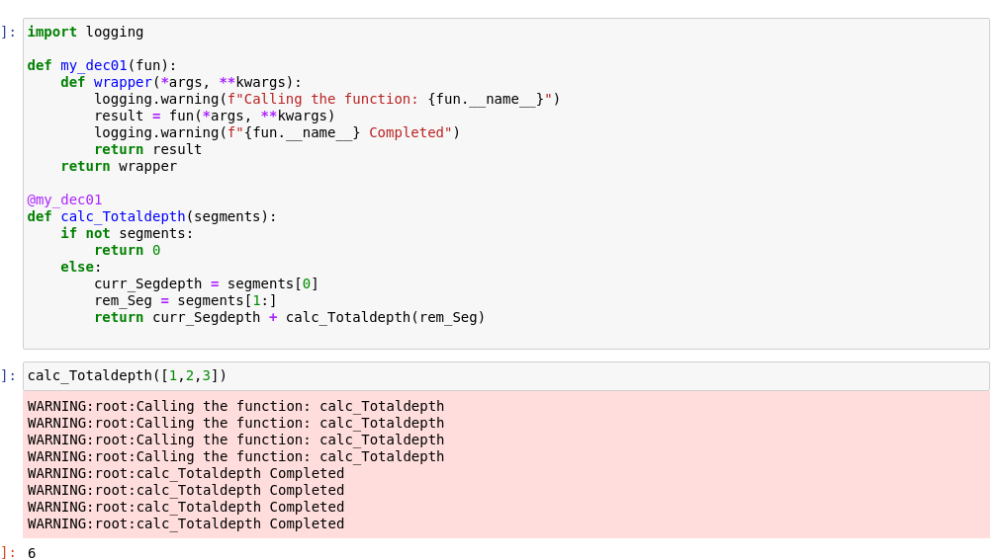 ]: import logging

def my_dec01(fun):
    def wrapper(*args, **kwargs):
        logging.warning(f"Calling the function: {fun.__name__}")
        result = fun(*args, **kwargs)
        logging.warning(f"{fun.__name__} Completed")
        return result
    return wrapper

@my_dec01
def calc_Totaldepth(segments):
    if not segments:
        return 0
    else:
        curr_Segdepth = segments[0]
        rem_Seg = segments[1:]
        return curr_Segdepth + calc_Totaldepth(rem_Seg)

]: calc_Totaldepth([1,2,3])
WARNING:root:Calling the function: calc_Totaldepth
WARNING:root:Calling the function: calc_Totaldepth
WARNING:root:Calling the function: calc_Totaldepth
WARNING:root:Calling the function: calc_Totaldepth
WARNING:root:calc_Totaldepth Completed
WARNING:root:calc_Totaldepth Completed
WARNING:root:calc_Totaldepth Completed
WARNING:root:calc_Totaldepth Completed
]: 6